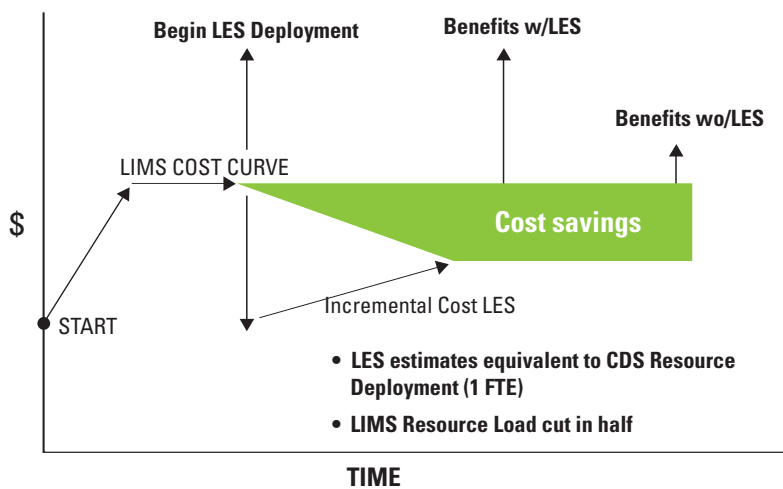 Begin LES Deployment
Benefits w/LES
Benefits wo/LES
LIMS COST CURVE
$
Cost savings
Incremental Cost LES
START
• LES estimates equivalent to CDS Resource
Deployment (1 FTE)
• LIMS Resource Load cut in half
TIME